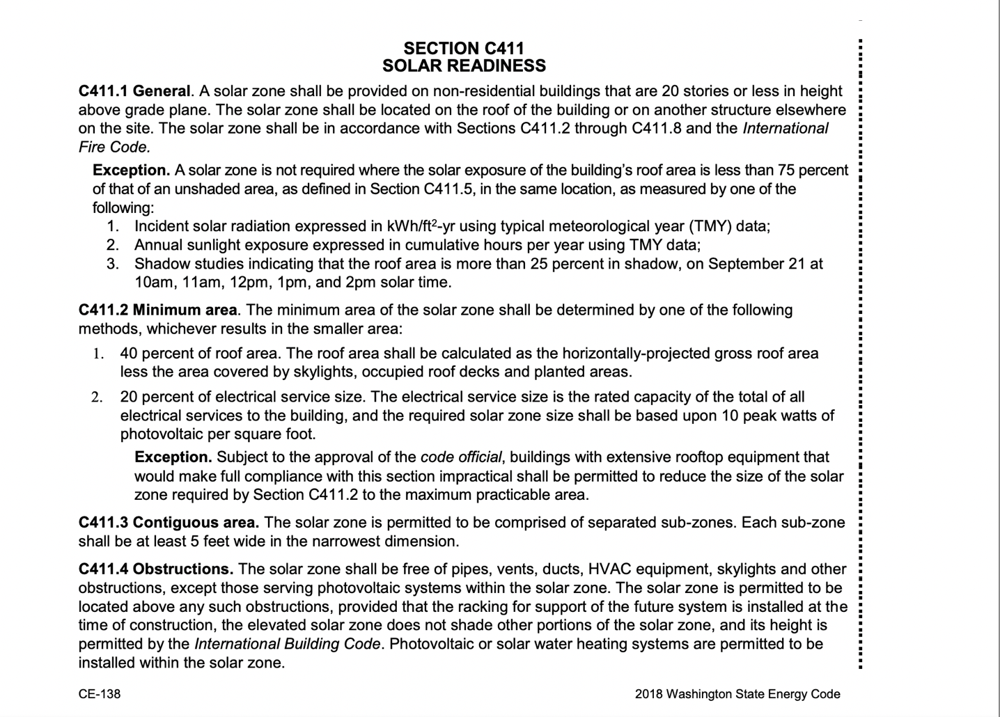 SECTION C411
SOLAR READINESS
C411.1 General. A solar zone shall be provided on non-residential buildings that are 20 stories or less in height
above grade plane. The solar zone shall be located on the roof of the building or on another structure elsewhere
on the site. The solar zone shall be in accordance with Sections C411.2 through C411.8 and the International
Fire Code.
Exception. A solar zone is not required where the solar exposure of the building's roof area is less than 75 percent
of that of an unshaded area, as defined in Section C411.5, in the same location, as measured by one of the
following:
1. Incident solar radiation expressed in kWh/ft²-yr using typical meteorological year (TMY) data;
2. Annual sunlight exposure expressed in cumulative hours per year using TMY data;
3. Shadow studies indicating that the roof area is more than 25 percent in shadow, on September 21 at
10am, 11am, 12pm, 1pm, and 2pm solar time.
C411.2 Minimum area. The minimum area of the solar zone shall be determined by one of the following
methods, whichever results in the smaller area:
1. 40 percent of roof area. The roof area shall be calculated as the horizontally-projected gross roof area
less the area covered by skylights, occupied roof decks and planted areas.
2. 20 percent of electrical service size. The electrical service size is the rated capacity of the total of all
electrical services to the building, and the required solar zone size shall be based upon 10 peak watts of
photovoltaic per square foot.
Exception. Subject to the approval of the code official, buildings with extensive rooftop equipment that
would make full compliance with this section impractical shall be permitted to reduce the size of the solar
zone required by Section C411.2 to the maximum practicable area.
C411.3 Contiguous area. The solar zone is permitted to be comprised of separated sub-zones. Each sub-zone
shall be at least 5 feet wide in the narrowest dimension.
C411.4 Obstructions. The solar zone shall be free of pipes, vents, ducts, HVAC equipment, skylights and other
obstructions, except those serving photovoltaic systems within the solar zone. The solar zone is permitted to be
located above any such obstructions, provided that the racking for support of the future system is installed at the
time of construction, the elevated solar zone does not shade other portions of the solar zone, and its height is
permitted by the International Building Code. Photovoltaic or solar water heating systems are permitted to be
installed within the solar zone.
CE-138
2018 Washington State Energy Code